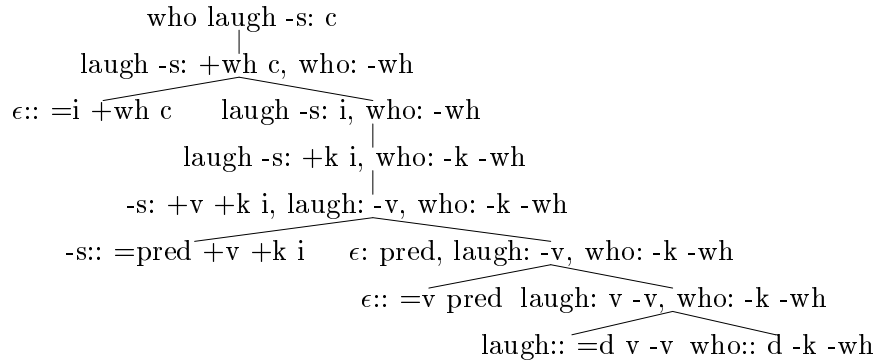 who laugh -s: c
laugh -s: +wh c, who: -wh
ϵ:: =i +wh c laugh -s: i, who: -wh
laugh -s: +k i, who: -k -wh
-s: +v +k i, laugh: -v, who: -k -wh
-s:: =pred +v +k i ϵ: pred, laugh: -v, who: -k -wh
ϵ:: =v pred laugh: v -v, who: -k -wh
laugh:: =d v -v who:: d -k -wh